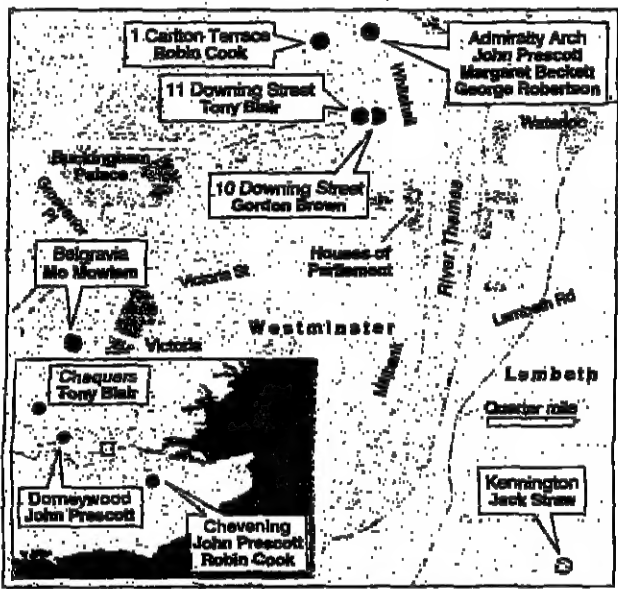 1 Carlton Terrace
Robin Cook
Admiralty Arch
John Prescott
Margaret Beckett
George Robertson
11 Downing Street
Tony Blair
Whitehall
Waterloo
Buckingham
Palace
Grosvenor
Pl
10 Downing Street
Gordon Brown
Houses of
Parliament
River Thames
Belgravia
Mo Mowlam
Victoria St
Victoria
Westminster
Millbank
Lambeth Rd
Lambeth
Quarter mile
Chequers
Tony Blair
Dorneywood
John Prescott
Chevening
John Prescott
Robin Cook
Kennington
Jack Straw